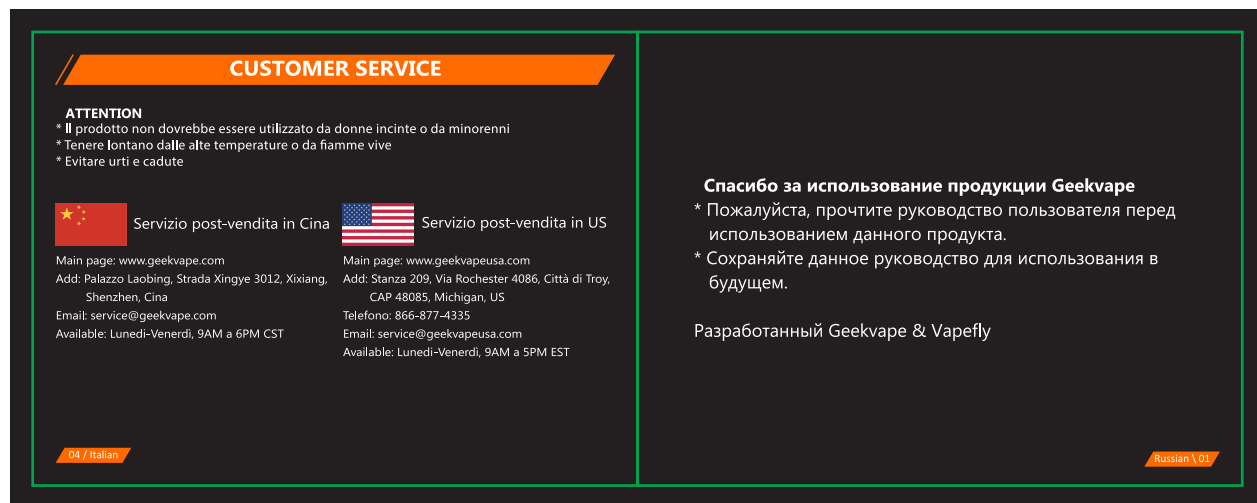 CUSTOMER SERVICE
ATTENTION
* Il prodotto non dovrebbe essere utilizzato da donne incinte o da minorenni
* Tenere lontano dalle alte temperature o da fiamme vive
* Evitare urti e cadute
Servizio post-vendita in Cina
Main page: www.geekvape.com
Add: Palazzo Laobing, Strada Xingye 3012, Xixiang,
Shenzhen, Cina
Email: service@geekvape.com
Available: Lunedi-Venerdì, 9AM a 6PM CST
Servizio post-vendita in US
Main page: www.geekvapeusa.com
Add: Stanza 209, Via Rochester 4086, Città di Troy,
CAP 48085, Michigan, US
Telefono: 866-877-4335
Email: service@geekvapeusa.com
Available: Lunedi-Venerdì, 9AM a 5PM EST
04 / Italian
Спасибо за использование продукции Geekvape
* Пожалуйста, прочтите руководство пользователя перед
использованием данного продукта.
* Сохраняйте данное руководство для использования в
будущем.
Разработанный Geekvape & Vapefly
Russian \ 01